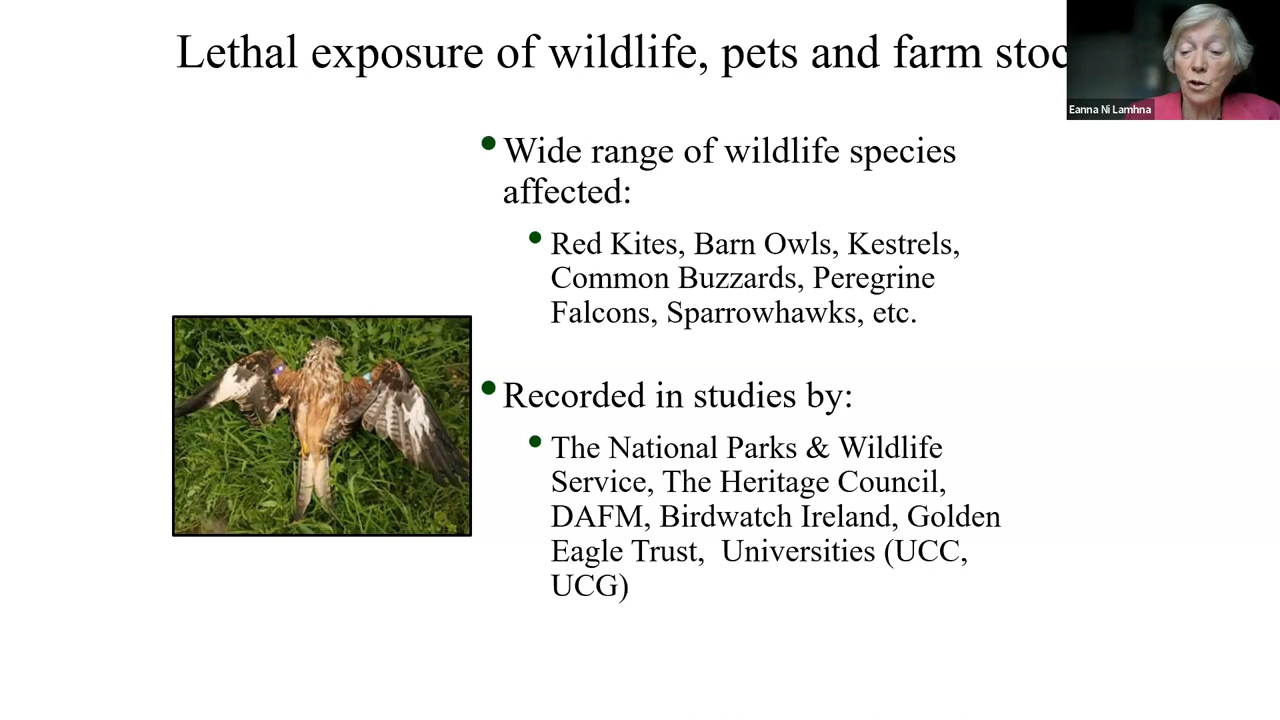 Lethal exposure of wildlife, pets and farm stoc
Eanna Ni Lamhna
• Wide range of wildlife species
affected:
• Red Kites, Barn Owls, Kestrels,
Common Buzzards, Peregrine
Falcons, Sparrowhawks, etc.
• Recorded in studies by:
• The National Parks & Wildlife
Service, The Heritage Council,
DAFM, Birdwatch Ireland, Golden
Eagle Trust,  Universities (UCC,
UCG)